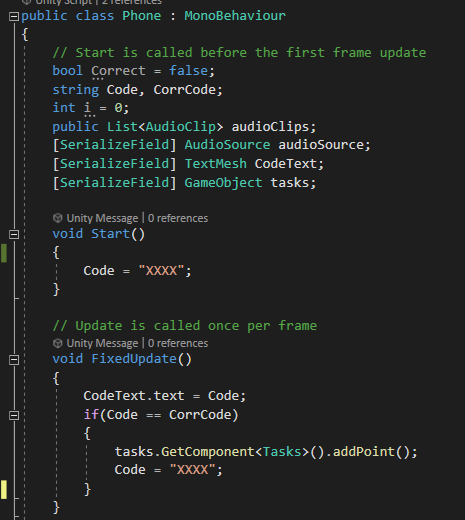 Unity Script | 2 references
public class Phone : MonoBehaviour
{
// Start is called before the first frame update
bool Correct = false;
string Code, CorrCode;
int i = 0;
public List<AudioClip> audioClips;
[SerializeField] AudioSource audioSource;
[SerializeField] TextMesh CodeText;
[SerializeField] GameObject tasks;
Unity Message | 0 references
void Start()
{
Code = "XXXX";
}
// Update is called once per frame
Unity Message | 0 references
void FixedUpdate()
{
CodeText.text = Code;
if(Code == CorrCode)
{
tasks.GetComponent<Tasks>().addPoint();
Code = "XXXX";
}
}